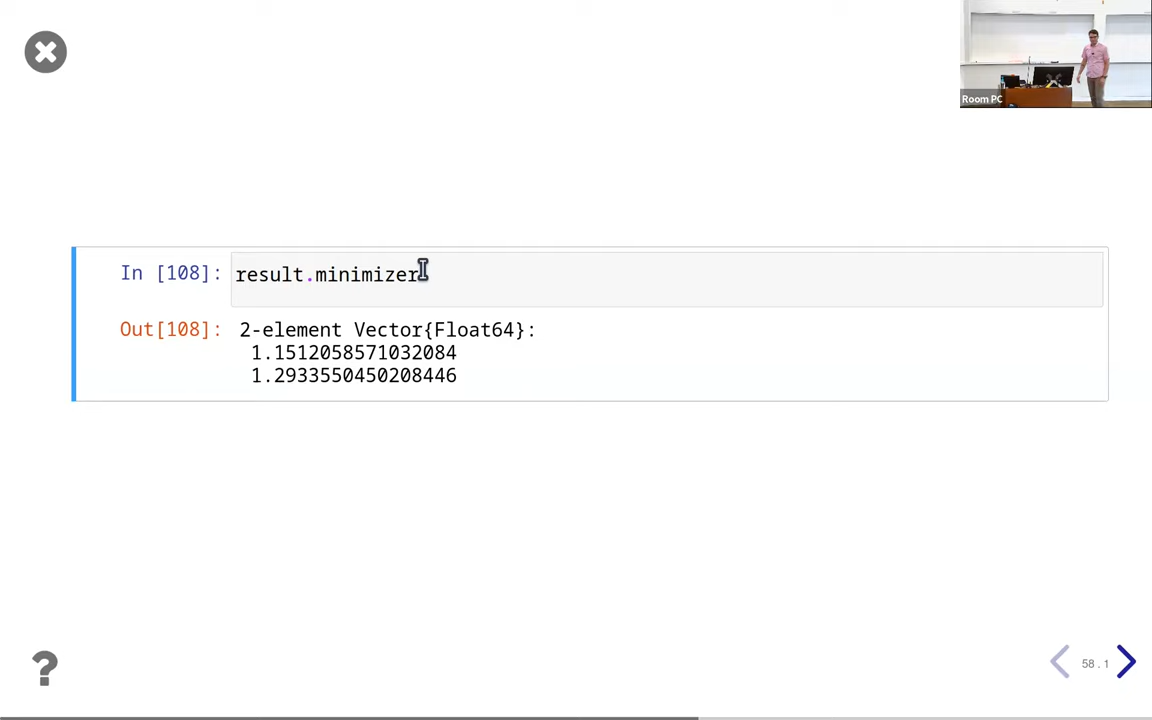 Room PC
In [108]: result.minimizer
Out[108]: 2-element Vector{Float64}:
1.1512058571032084
1.2933550450208446
?
58.1